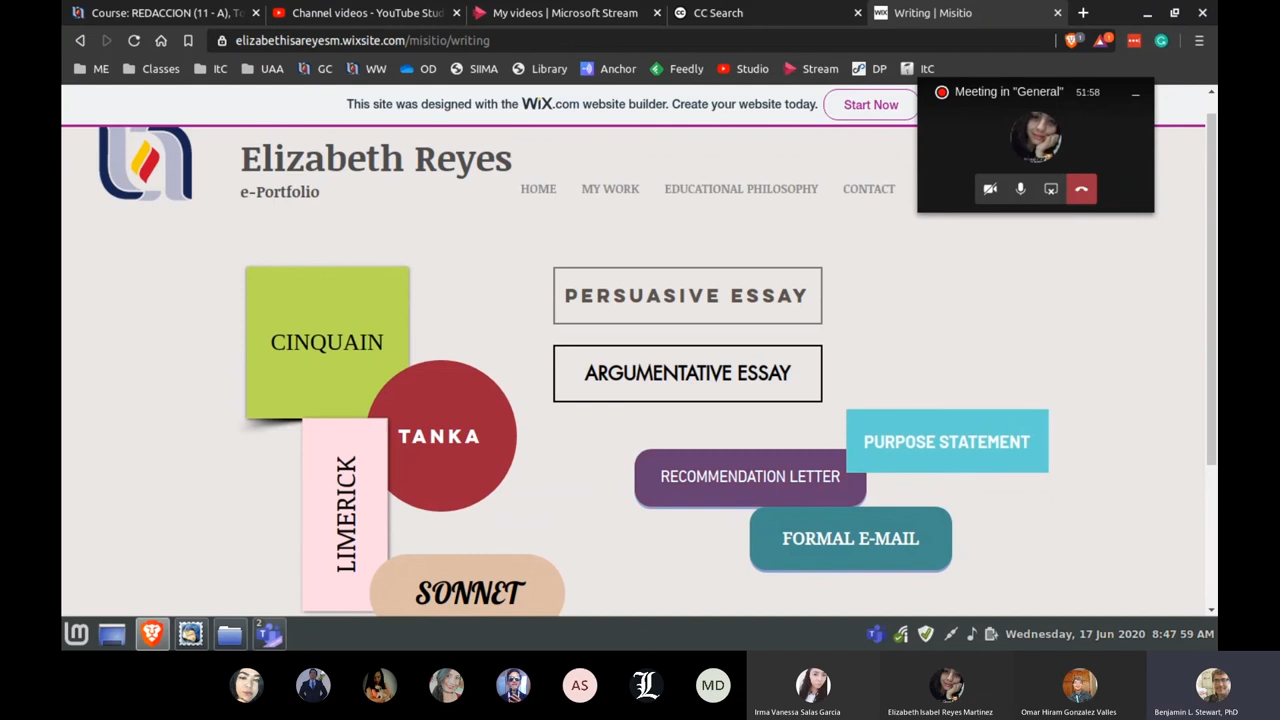 Course: REDACCION (11 - A), To
Channel videos - YouTube Stud
My videos | Microsoft Stream
CC Search
Writing | Misitio
elizabethisareyesm.wixsite.com/misitio/writing
ME
Classes
ItC
UAA
GC
WW
OD
SIIMA
Library
Anchor
Feedly
Studio
Stream
DP
ItC
This site was designed with the WiX.com website builder. Create your website today.
Start Now
Meeting in "General"
51:58
Elizabeth Reyes
e-Portfolio
HOME
MY WORK
EDUCATIONAL PHILOSOPHY
CONTACT
CINQUAIN
TANKA
LIMERICK
SONNET
PERSUASIVE ESSAY
ARGUMENTATIVE ESSAY
PURPOSE STATEMENT
RECOMMENDATION LETTER
FORMAL E-MAIL
2
Wednesday, 17 Jun 2020
8:47 59 AM
AS
L
MD
Irma Vanessa Salas Garcia
Elizabeth Isabel Reyes Martinez
Omar Hiram Gonzalez Valles
Benjamin L. Stewart, PhD